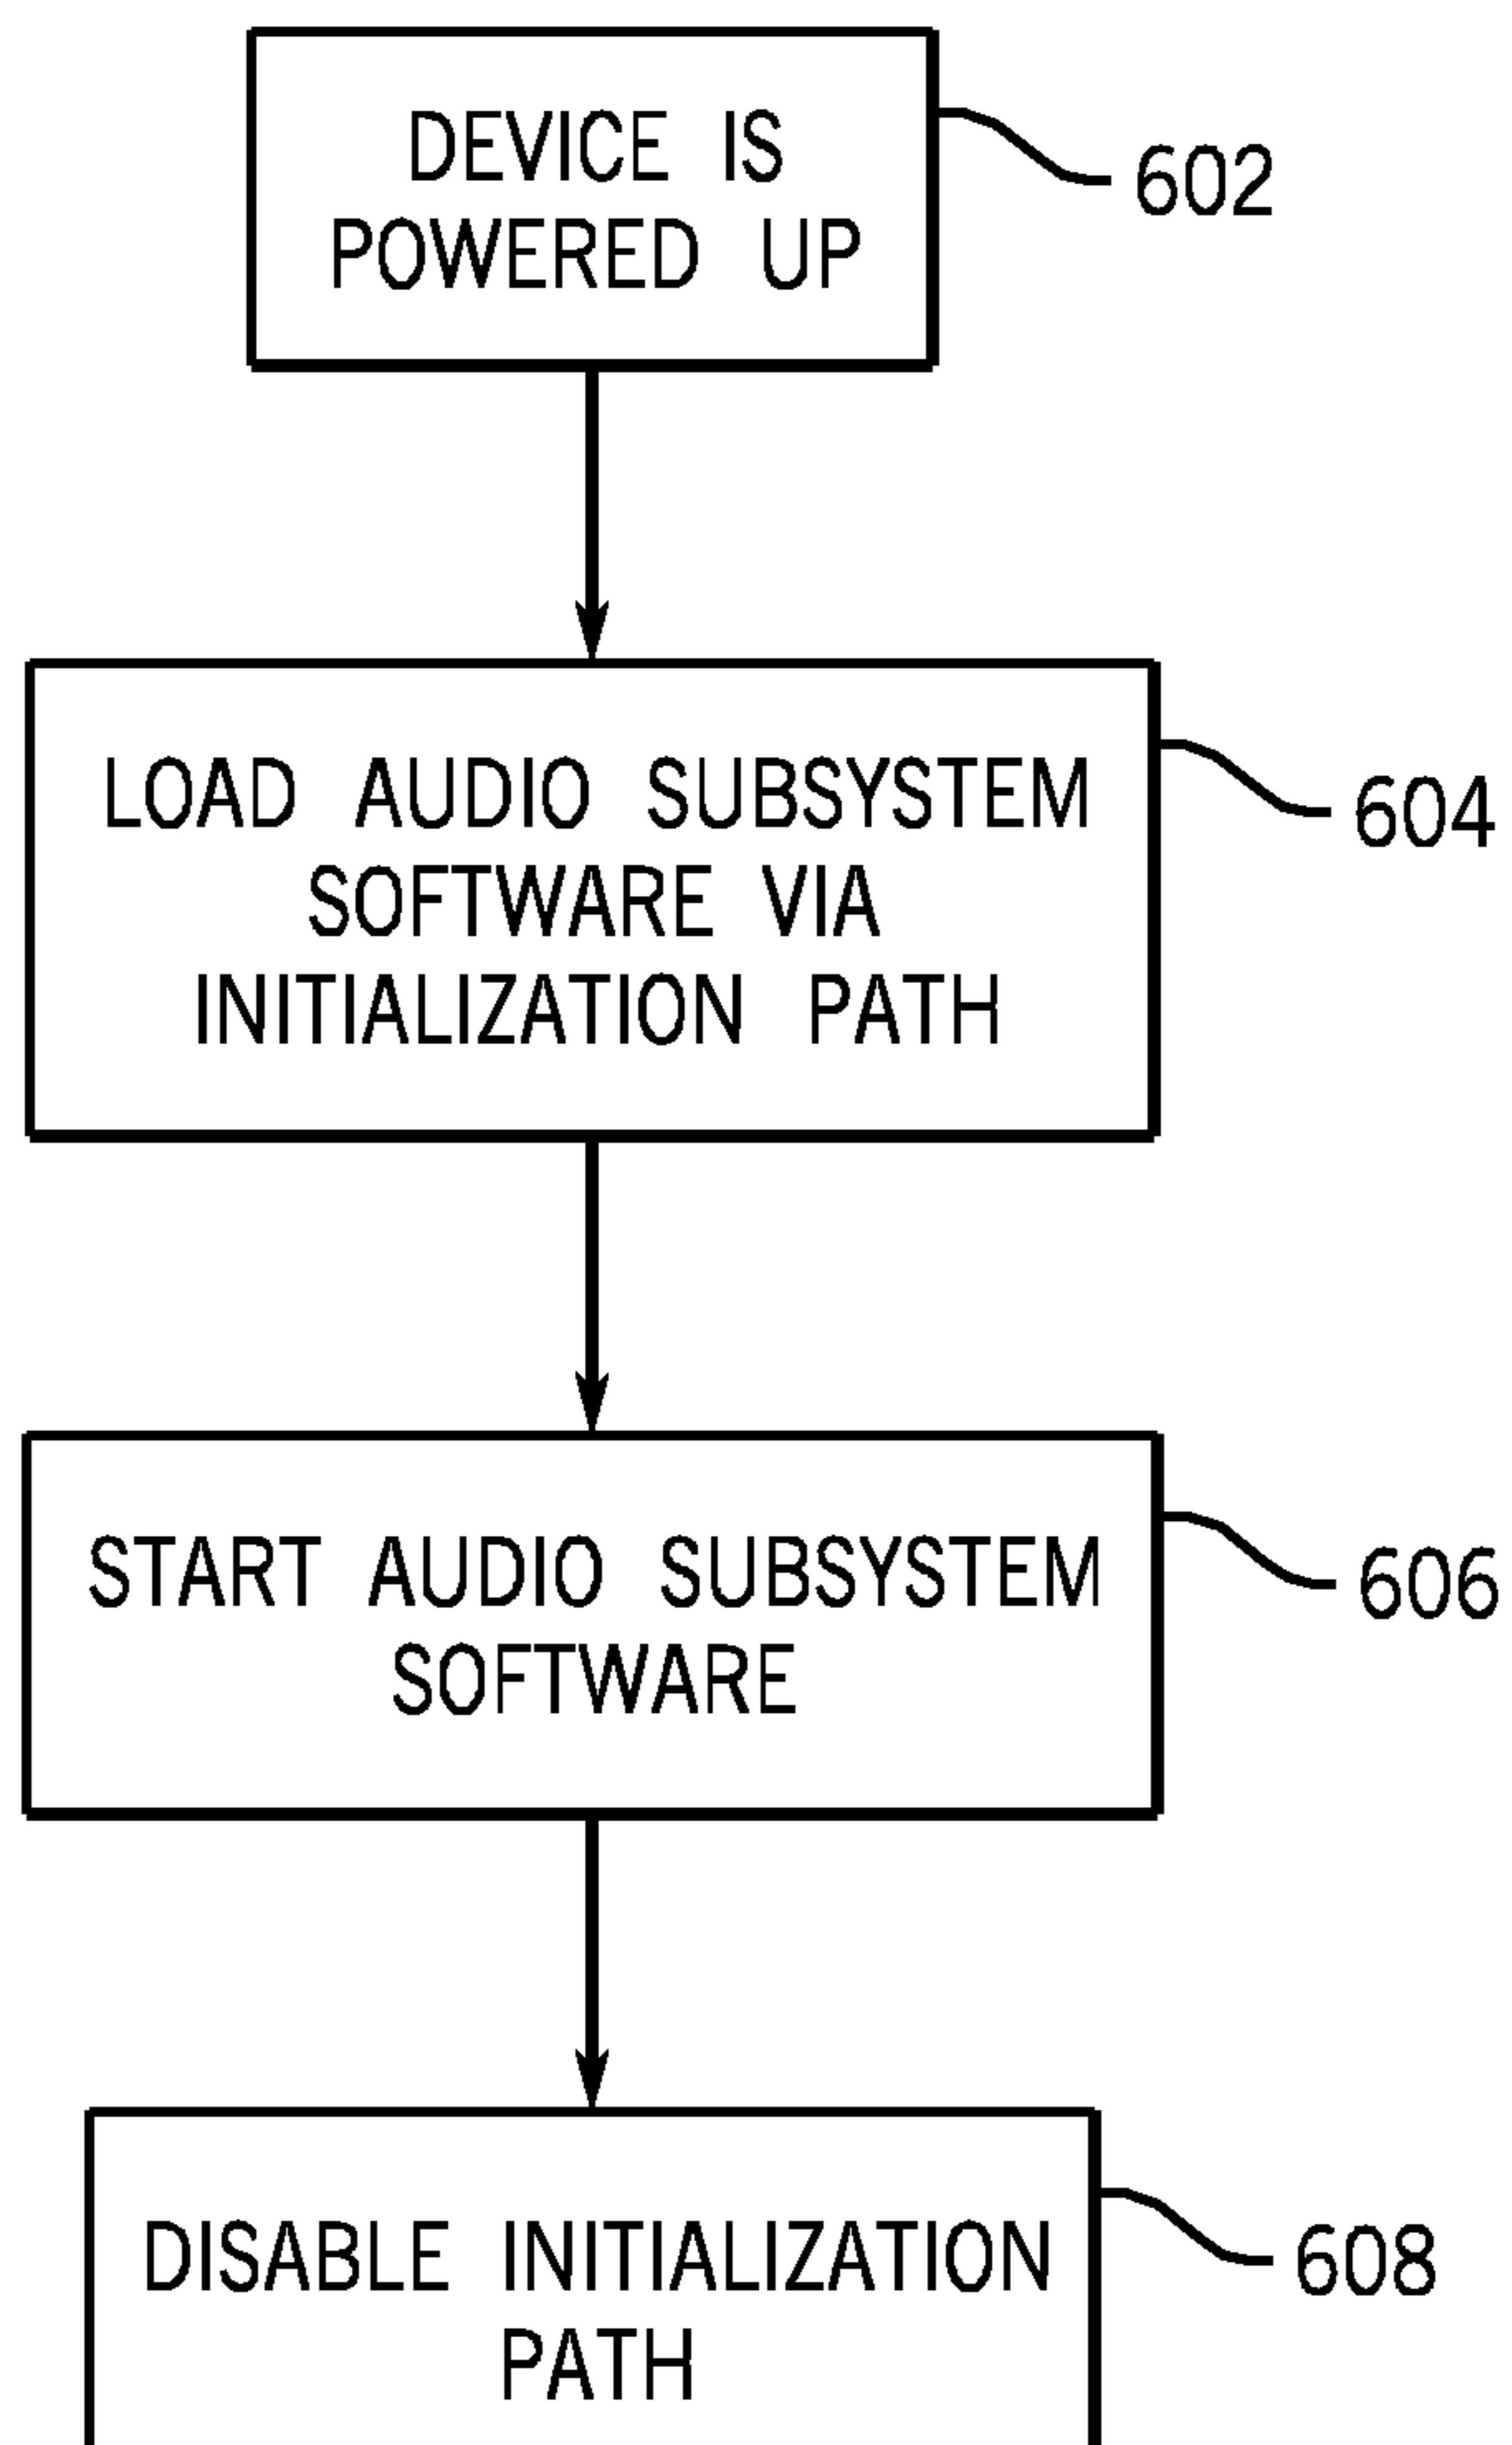 DEVICE IS
POWERED UP
602
LOAD AUDIO SUBSYSTEM
SOFTWARE VIA
INITIALIZATION PATH
604
START AUDIO SUBSYSTEM
SOFTWARE
606
DISABLE INITIALIZATION
PATH
608